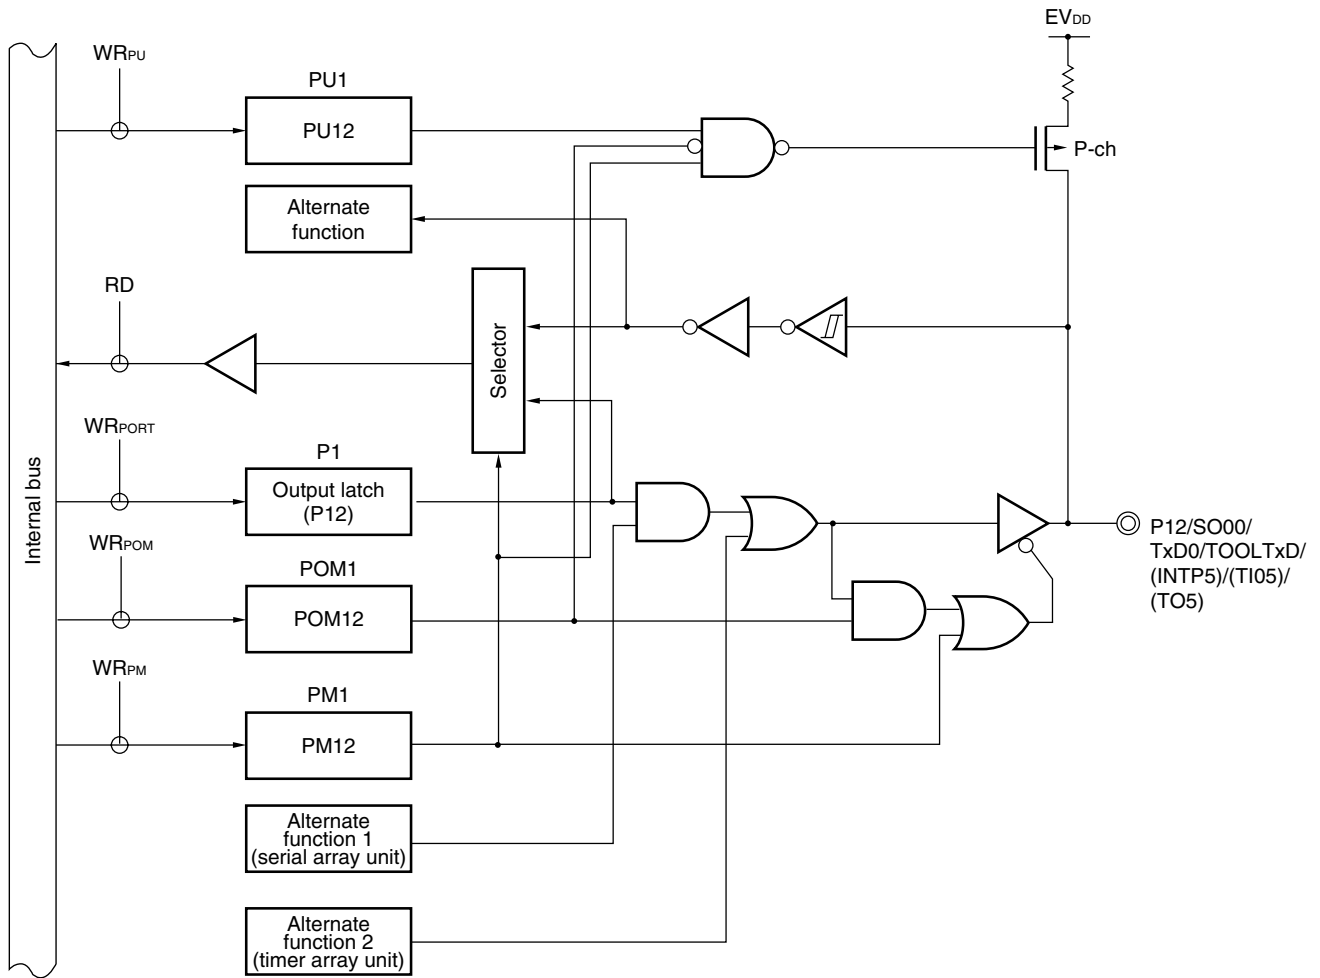 EVDD
WRPU
PU1
PU12
P-ch
Alternate
function
RD
Selector
WRPORT
P1
Output latch
(P12)
Internal bus
P12/SO00/
TxD0/TOOLTxD/
(INTP5)/(TI05)/
(TO5)
WRPOM
POM1
POM12
WRPM
PM1
PM12
Alternate
function 1
(serial array unit)
Alternate
function 2
(timer array unit)